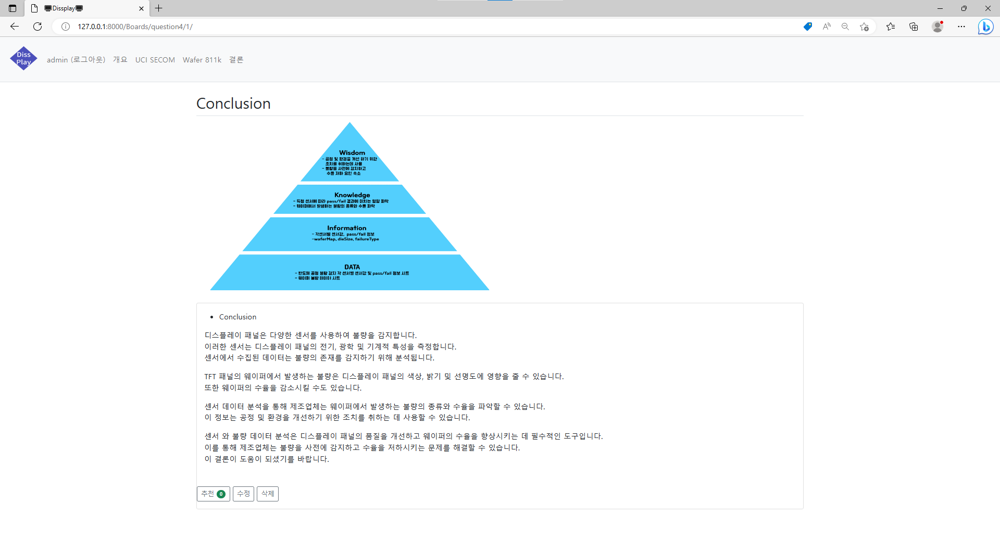 Dissplay
127.0.0.1:8000/Boards/question4/1/
Diss
Play
admin (로그아웃) 개요 UCI SECOM Wafer 811k 결론
Conclusion
Wisdom
- 공정 및 환경을 개선 하기 위한
조치를 취하는데 사용
- 불량을 사전에 감지하고
수율 저하 요인 축소
Knowledge
- 특정 센서에 따라 pass/fail 결과에 미치는 영향 파악
- 웨이퍼에서 발생하는 불량의 종류와 수율 파악
Information
- 각센서별 센서값, pass/fail 정보
-waferMap, dieSize, failureType
DATA
- 반도체 공정 불량 감지 각 센서별 센서값 및 pass/fail 정보 시트
- 웨이퍼 불량 데이터 시트
• Conclusion
디스플레이 패널은 다양한 센서를 사용하여 불량을 감지합니다.
이러한 센서는 디스플레이 패널의 전기, 광학 및 기계적 특성을 측정합니다.
센서에서 수집된 데이터는 불량의 존재를 감지하기 위해 분석됩니다.
TFT 패널의 웨이퍼에서 발생하는 불량은 디스플레이 패널의 색상, 밝기 및 선명도에 영향을 줄 수 있습니다.
또한 웨이퍼의 수율을 감소시킬 수도 있습니다.
센서 데이터 분석을 통해 제조업체는 웨이퍼에서 발생하는 불량의 종류와 수율을 파악할 수 있습니다.
이 정보는 공정 및 환경을 개선하기 위한 조치를 취하는 데 사용할 수 있습니다.
센서 와 불량 데이터 분석은 디스플레이 패널의 품질을 개선하고 웨이퍼의 수율을 향상시키는 데 필수적인 도구입니다.
이를 통해 제조업체는 불량을 사전에 감지하고 수율을 저하시키는 문제를 해결할 수 있습니다.
이 결론이 도움이 되셨기를 바랍니다.
추천 0 수정 삭제